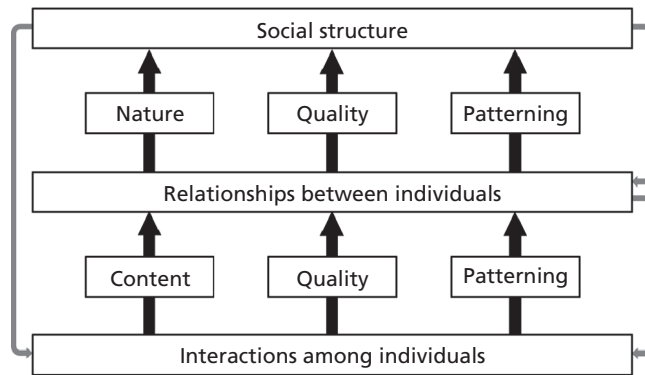 Social structure
Nature Quality Patterning
Relationships between individuals
Content Quality Patterning
Interactions among individuals